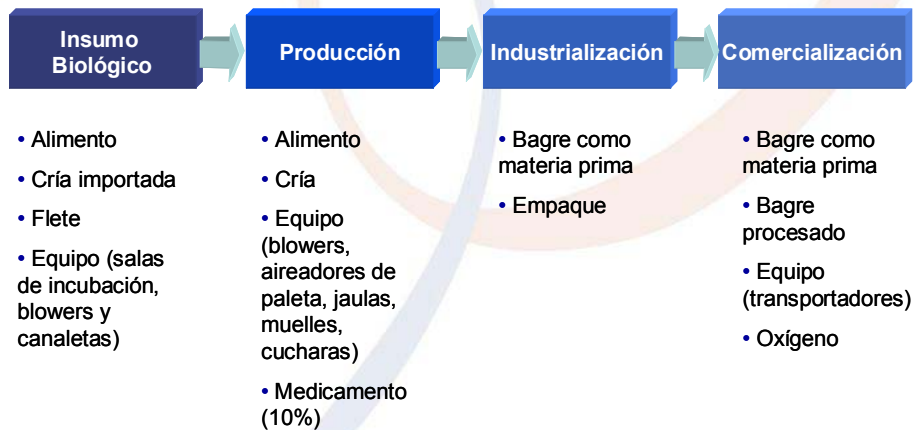 Insumo
Biológico
Producción
Industrialización
Comercialización
• Alimento
• Cría importada
• Flete
• Equipo (salas
de incubación,
blowers y
canaletas)
• Alimento
• Cría
• Equipo
(blowers,
aireadores de
paleta, jaulas,
muelles,
cucharas)
• Medicamento
(10%)
• Bagre como
materia prima
• Empaque
• Bagre como
materia prima
• Bagre
procesado
• Equipo
(transportadores)
• Oxígeno